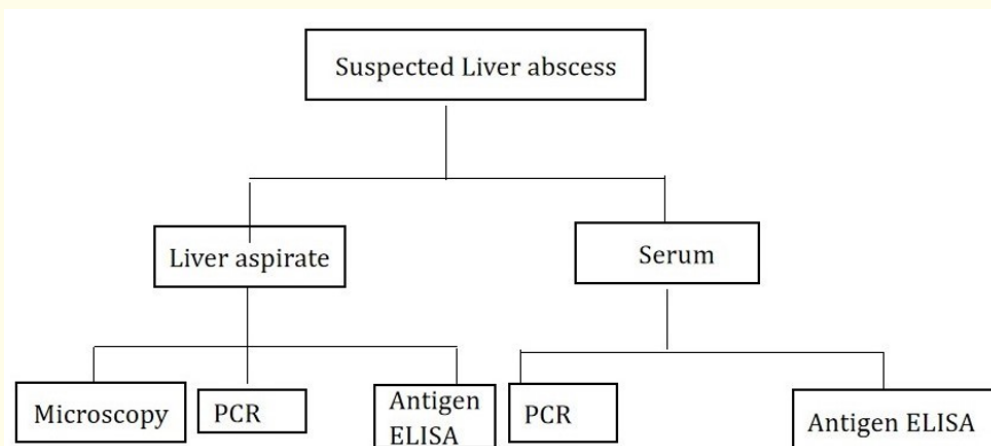 Suspected Liver abscess
Liver aspirate
Serum
Microscopy
PCR
Antigen
ELISA
PCR
Antigen ELISA